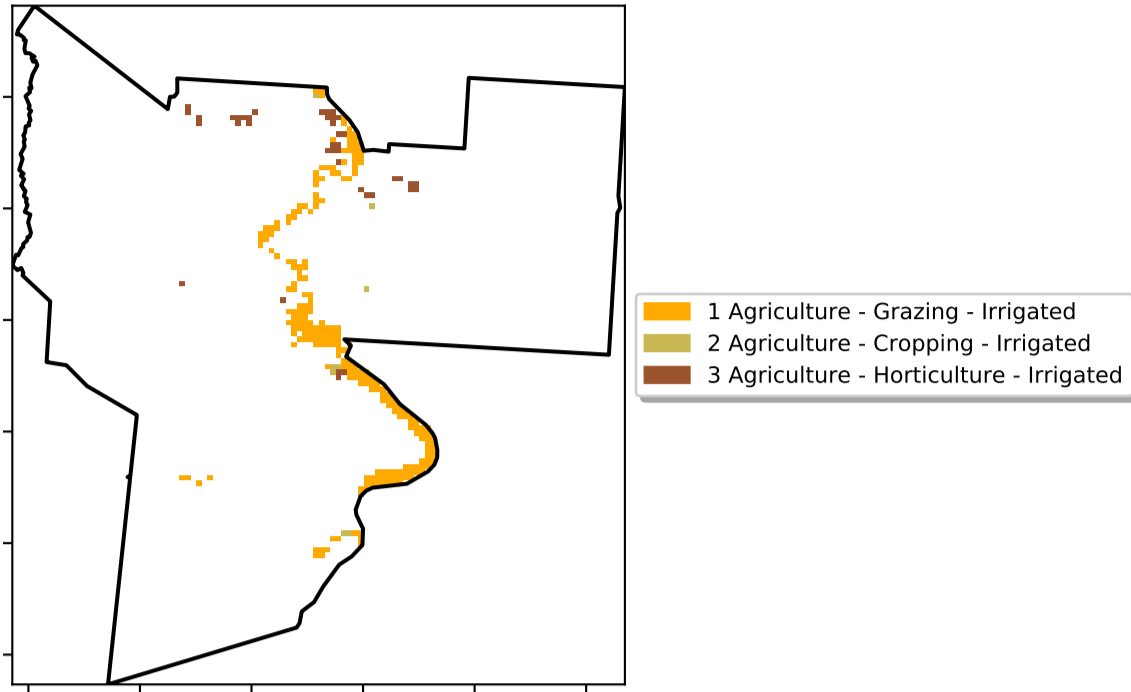 1 Agriculture - Grazing - Irrigated
2 Agriculture - Cropping - Irrigated
3 Agriculture - Horticulture - Irrigated